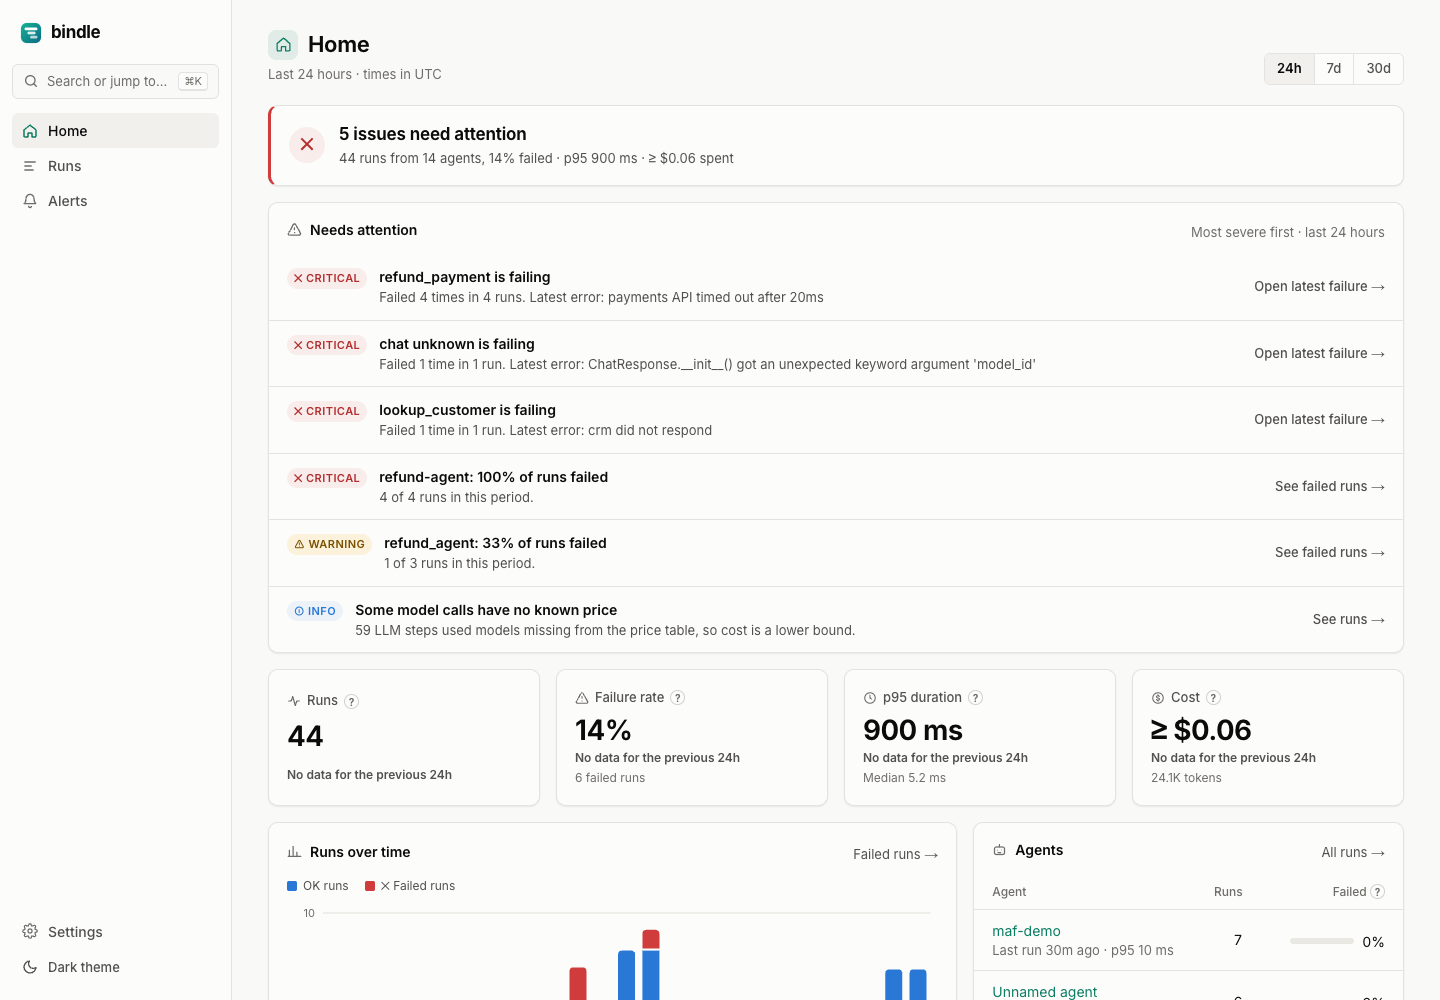 bindle
Search or jump to... ⌘K
Home
Runs
Alerts
Settings
Dark theme
Home
Last 24 hours · times in UTC
24h 7d 30d
5 issues need attention
44 runs from 14 agents, 14% failed · p95 900 ms · ≥ $0.06 spent
Needs attention
Most severe first · last 24 hours
CRITICAL
refund_payment is failing
Failed 4 times in 4 runs. Latest error: payments API timed out after 20ms
Open latest failure →
CRITICAL
chat unknown is failing
Failed 1 time in 1 run. Latest error: ChatResponse.__init__() got an unexpected keyword argument 'model_id'
Open latest failure →
CRITICAL
lookup_customer is failing
Failed 1 time in 1 run. Latest error: crm did not respond
Open latest failure →
CRITICAL
refund-agent: 100% of runs failed
4 of 4 runs in this period.
See failed runs →
WARNING
refund_agent: 33% of runs failed
1 of 3 runs in this period.
See failed runs →
INFO
Some model calls have no known price
59 LLM steps used models missing from the price table, so cost is a lower bound.
See runs →
Runs ?
44
No data for the previous 24h
Failure rate ?
14%
No data for the previous 24h
6 failed runs
p95 duration ?
900 ms
No data for the previous 24h
Median 5.2 ms
Cost ?
≥ $0.06
No data for the previous 24h
24.1K tokens
Runs over time
Failed runs →
OK runs
Failed runs
10
Agents
All runs →
Agent Runs Failed ?
maf-demo
Last run 30m ago · p95 10 ms
7 0%
Unnamed agent